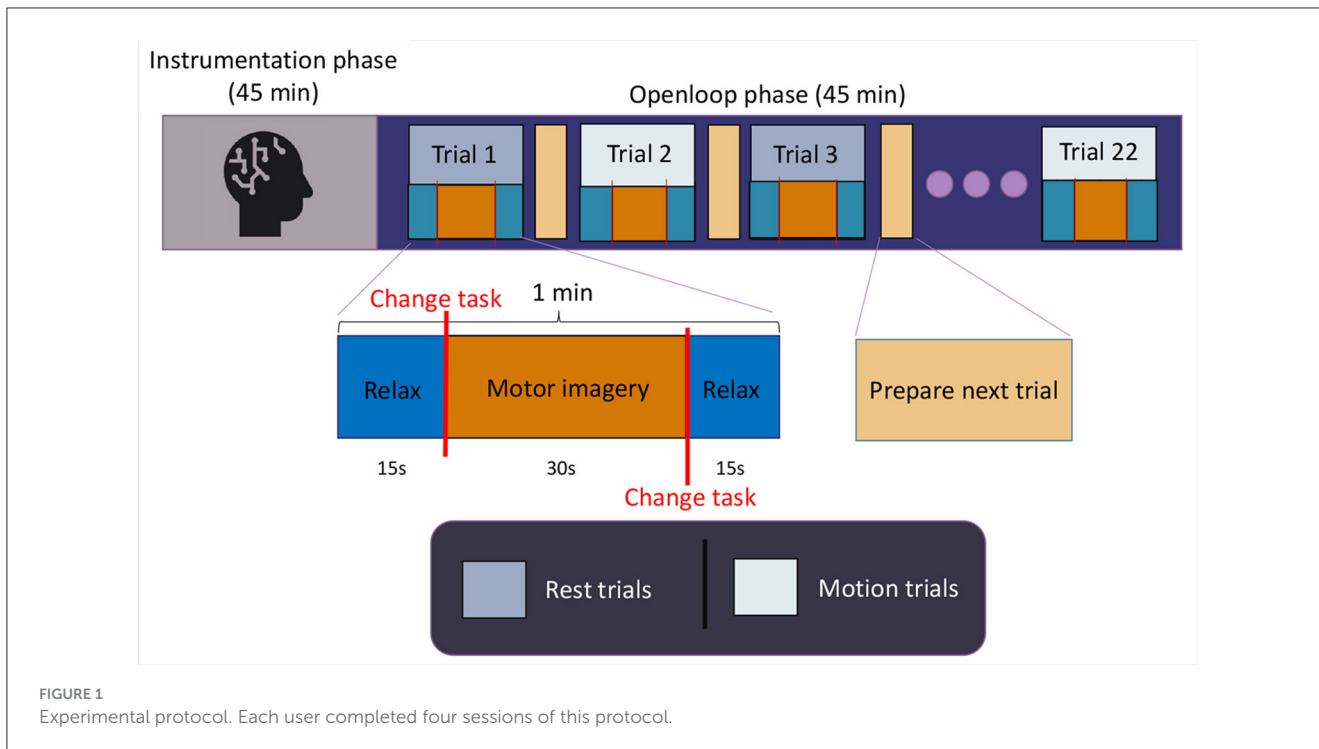 Instrumentation phase
(45 min)
Openloop phase (45 min)
Trial 1
Trial 2
Trial 3
Trial 22
Change task
1 min
Relax
Motor imagery
Relax
Prepare next trial
15s
30s
15s
Change task
Rest trials
Motion trials
FIGURE 1
Experimental protocol. Each user completed four sessions of this protocol.